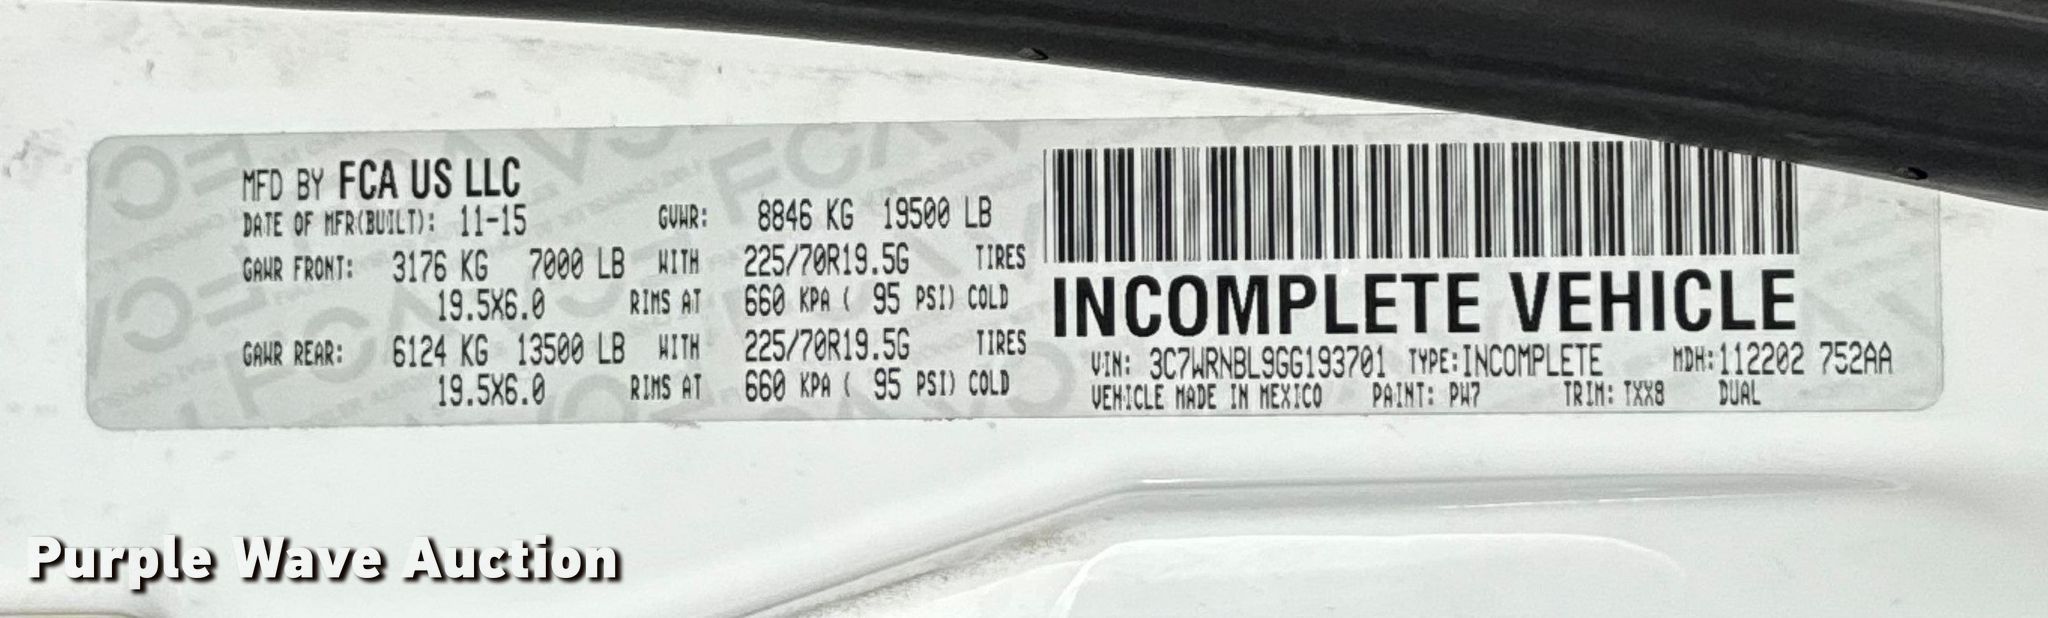 MFD BY FCA US LLC
DATE OF MFR(BUILT): 11-15 GVWR: 8846 KG 19500 LB
GAWR FRONT: 3176 KG 7000 LB WITH 225/70R19.5G TIRES
19.5X6.0 RIMS AT 660 KPA ( 95 PSI) COLD
GAWR REAR: 6124 KG 13500 LB WITH 225/70R19.5G TIRES
19.5X6.0 RIMS AT 660 KPA ( 95 PSI) COLD
INCOMPLETE VEHICLE
VIN: 3C7WRNBL9GG193701 TYPE:INCOMPLETE MDH:112202 752AA
VEHICLE MADE IN MEXICO PAINT: PW7 TRIM: TXX8 DUAL
Purple Wave Auction